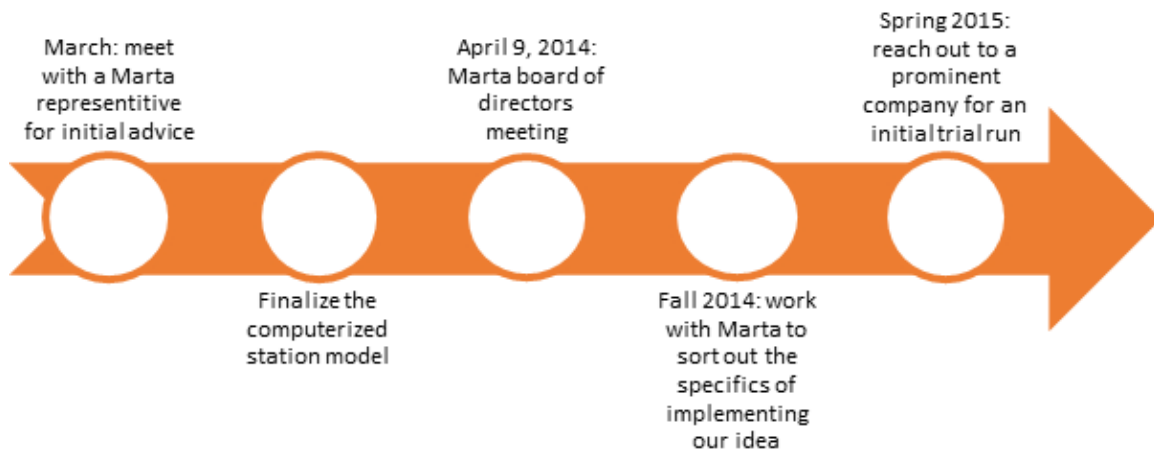 March: meet
with a Marta
representitive
for initial advice
Finalize the
computerized
station model
April 9, 2014:
Marta board of
directors
meeting
Fall 2014: work
with Marta to
sort out the
specifics of
implementing
our idea
Spring 2015:
reach out to a
prominent
company for an
initial trial run